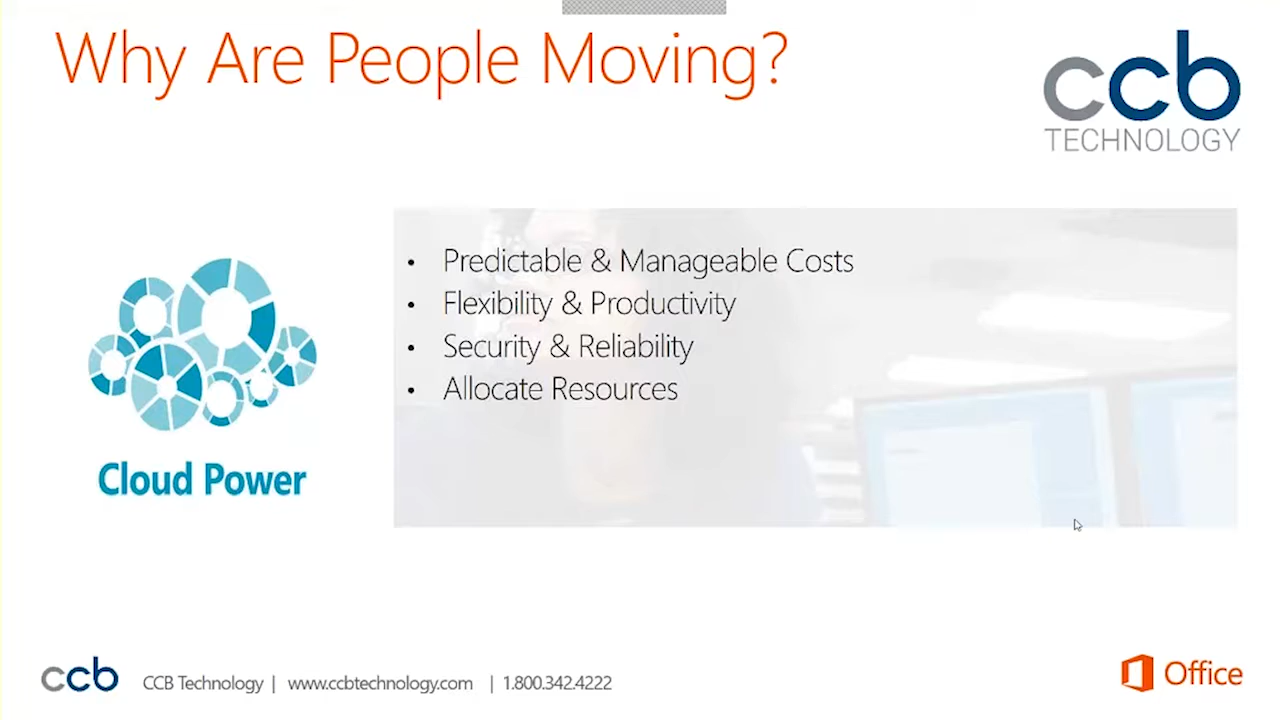 Why Are People Moving?
ccb
TECHNOLOGY
• Predictable & Manageable Costs
• Flexibility & Productivity
• Security & Reliability
• Allocate Resources
Cloud Power
ccb CCB Technology | www.ccbtechnology.com | 1.800.342.4222
Office